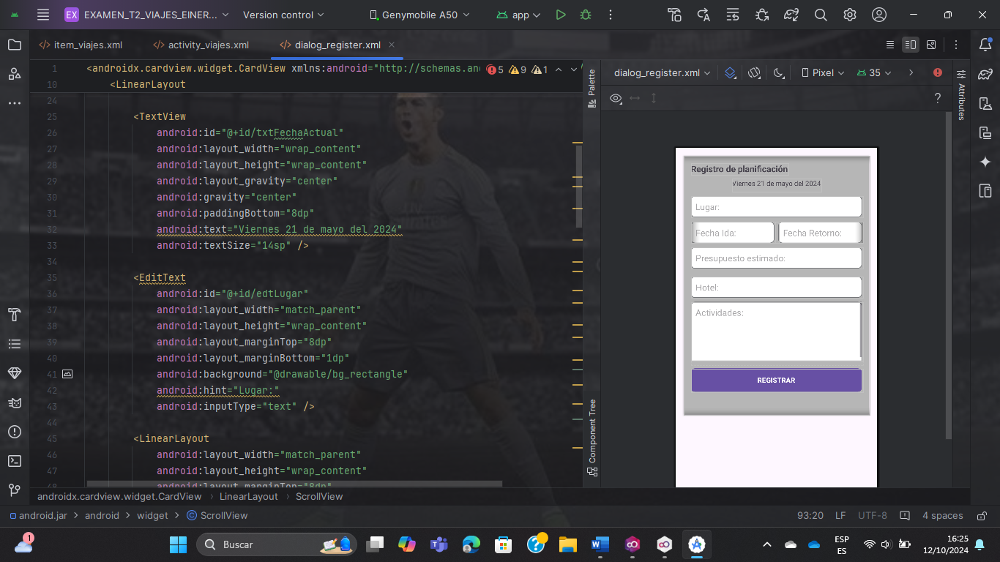 EX EXAMEN_T2_VIAJES_EINER... Version control Genymobile A50 app
item_viajes.xml activity_viajes.xml dialog_register.xml
1 <androidx.cardview.widget.CardView xmlns:android="http://schemas.an 5 9 1
10 <LinearLayout
24
25 <TextView
26 android:id="@+id/txtFechaActual"
27 android:layout_width="wrap_content"
28 android:layout_height="wrap_content"
29 android:layout_gravity="center"
30 android:gravity="center"
31 android:paddingBottom="8dp"
32 android:text="Viernes 21 de mayo del 2024"
33 android:textSize="14sp" />
34
35 <EditText
36 android:id="@+id/edtLugar"
37 android:layout_width="match_parent"
38 android:layout_height="wrap_content"
39 android:layout_marginTop="8dp"
40 android:layout_marginBottom="1dp"
41 android:background="@drawable/bg_rectangle"
42 android:hint="Lugar:"
43 android:inputType="text" />
44
45 <LinearLayout
46 android:layout_width="match_parent"
47 android:layout_height="wrap_content"
48 android:layout_marginTop="8dp"
Palette
Component Tree
dialog_register.xml Pixel 35
?
Attributes
Registro de planificación
Viernes 21 de mayo del 2024
Lugar:
Fecha Ida: Fecha Retorno:
Presupuesto estimado:
Hotel:
Actividades:
REGISTRAR
androidx.cardview.widget.CardView > LinearLayout > ScrollView
android.jar > android > widget > ScrollView 93:20 LF UTF-8 4 spaces
1
Buscar
ESP
ES
16:25
12/10/2024